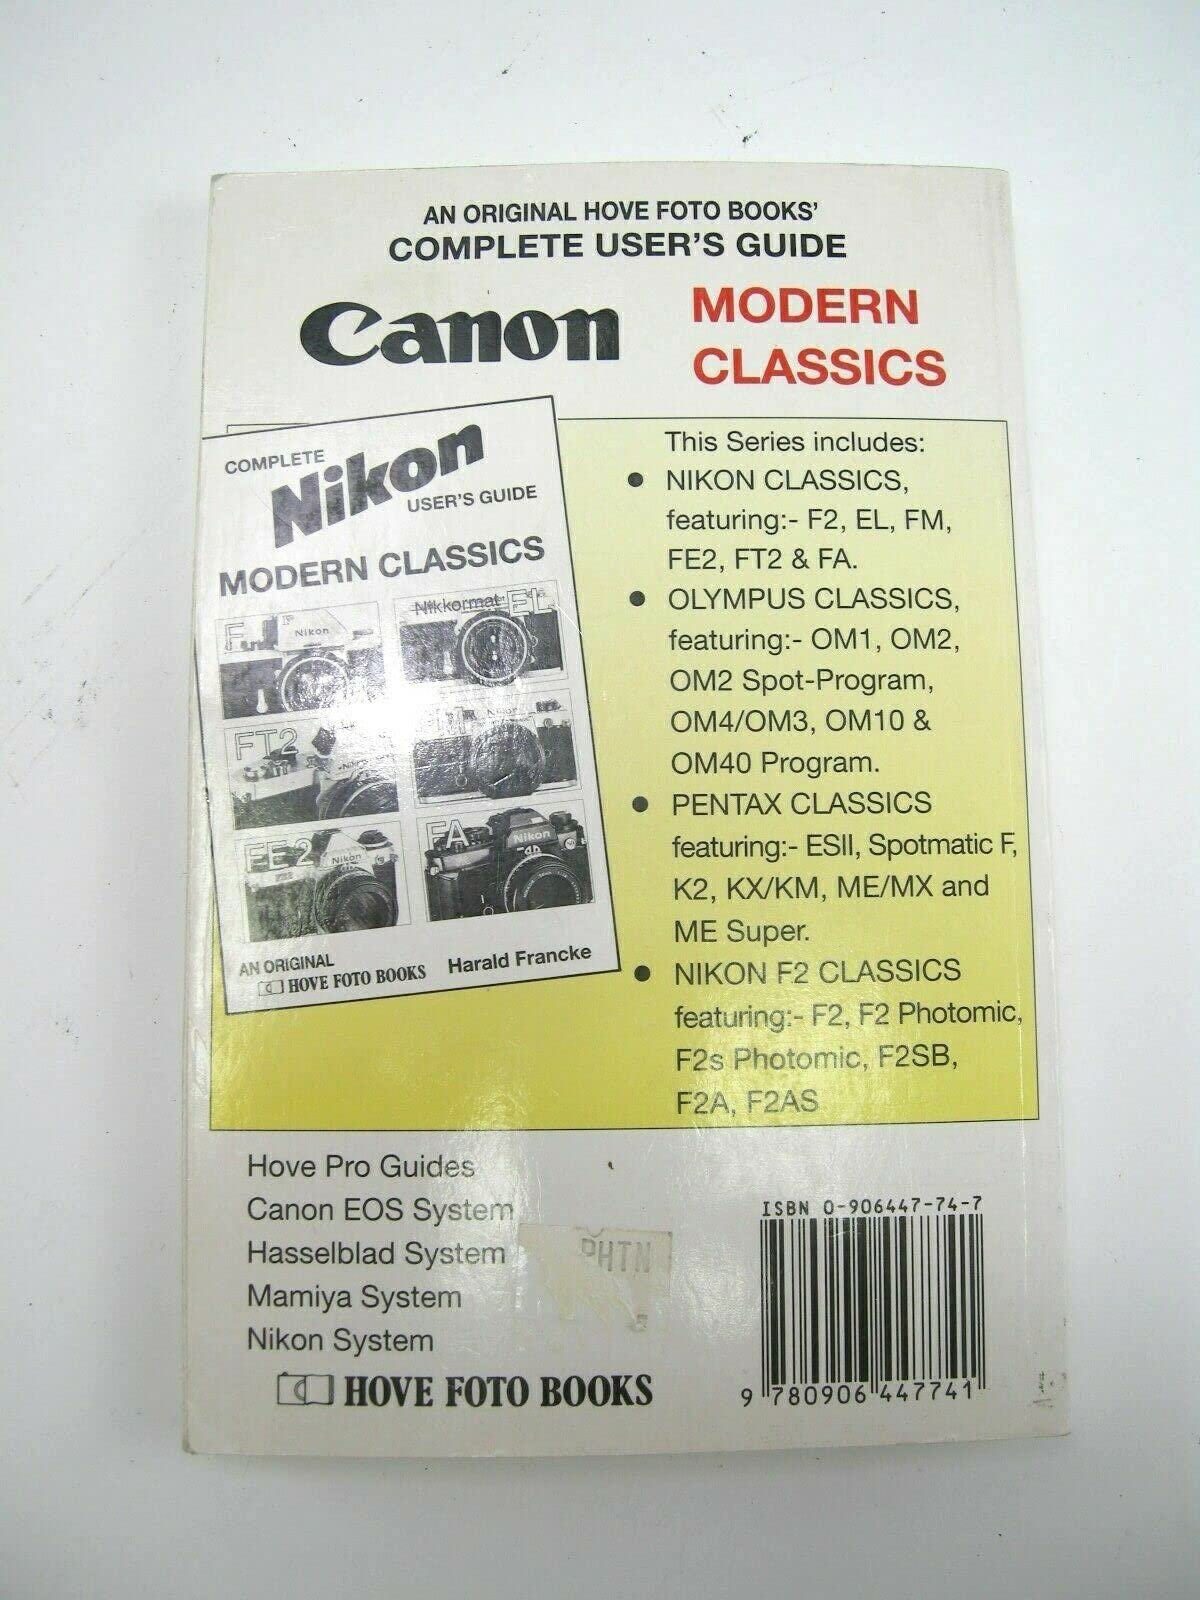 AN ORIGINAL HOVE FOTO BOOKS'
COMPLETE USER'S GUIDE
Canon
MODERN
CLASSICS
COMPLETE
Nikon
USER'S GUIDE
MODERN CLASSICS
F
F
Nikon
Nikkormat EL
FT2
Nikon
FE2
Nikon
FA
Nikon
AN ORIGINAL
HOVE FOTO BOOKS
Harald Francke
This Series includes:
● NIKON CLASSICS,
featuring:- F2, EL, FM,
FE2, FT2 & FA.
● OLYMPUS CLASSICS,
featuring:- OM1, OM2,
OM2 Spot-Program,
OM4/OM3, OM10 &
OM40 Program.
● PENTAX CLASSICS
featuring:- ESII, Spotmatic F,
K2, KX/KM, ME/MX and
ME Super.
● NIKON F2 CLASSICS
featuring:- F2, F2 Photomic,
F2s Photomic, F2SB,
F2A, F2AS
Hove Pro Guides
Canon EOS System
Hasselblad System
Mamiya System
Nikon System
HOVE FOTO BOOKS
PHTN
ISBN 0-906447-74-7
9 780906 447741